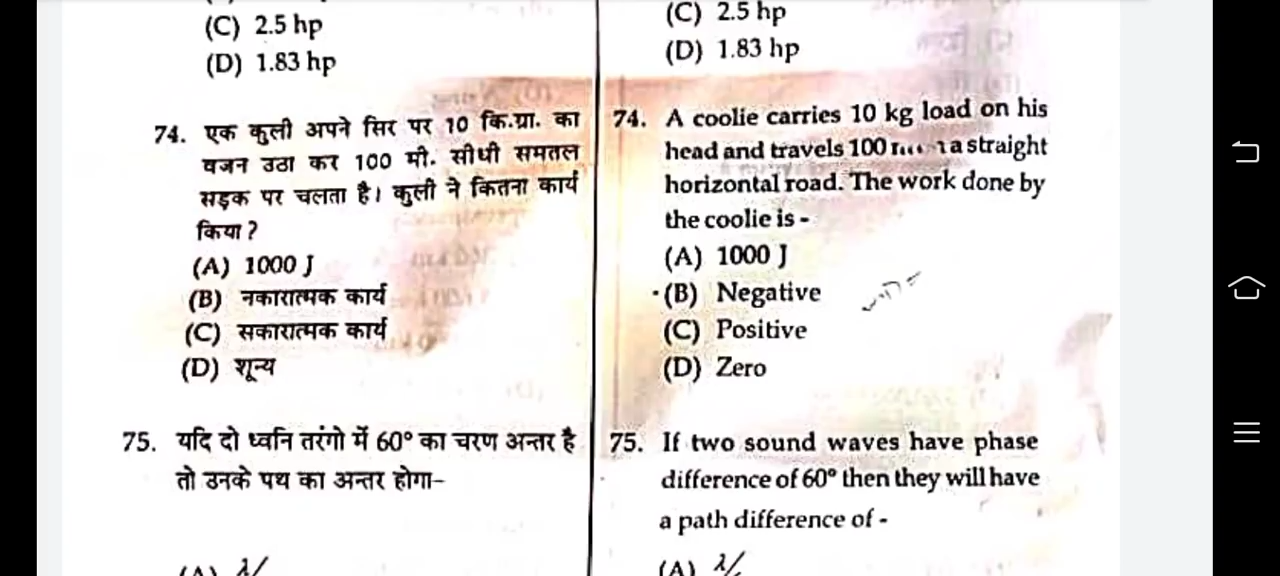 (C) 2.5 hp
(D) 1.83 hp
74. एक कुली अपने सिर पर 10 कि.ग्रा. का
वजन उठा कर 100 मी. सीधी समतल
सड़क पर चलता है। कुली ने कितना कार्य
किया ?
(A) 1000 J
(B) नकारात्मक कार्य
(C) सकारात्मक कार्य
(D) शून्य
75. यदि दो ध्वनि तरंगो में 60° का चरण अन्तर है
तो उनके पथ का अन्तर होगा–
(C) 2.5 hp
(D) 1.83 hp
74. A coolie carries 10 kg load on his
head and travels 100 a straight
horizontal road. The work done by
the coolie is -
(A) 1000 J
(B) Negative
(C) Positive
(D) Zero
75. If two sound waves have phase
difference of 60° then they will have
a path difference of -
(A) λ/